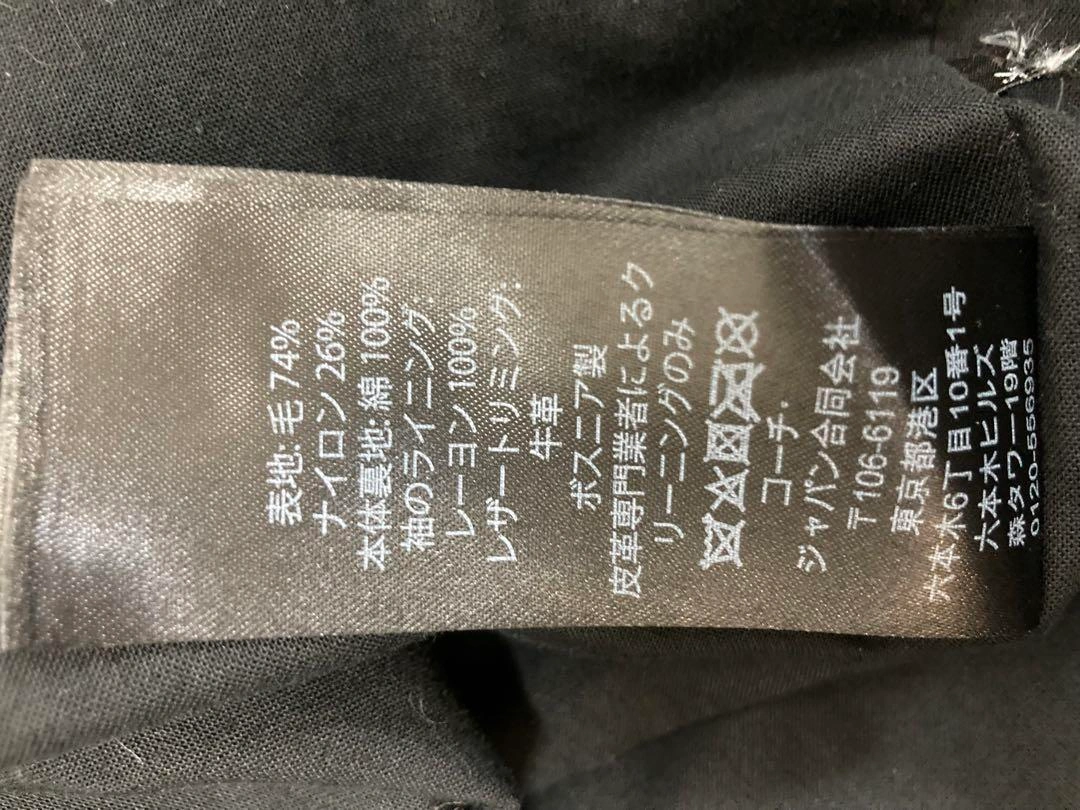 表地: 毛 74%
ナイロン 26%
本体裏地: 綿 100%
袖のライニング:
レーヨン 100%
レザートリミング:
牛革
ボスニア製
皮革専門業者によるク
リーニングのみ
コーチ.
ジャパン合同会社
〒106-6119
東京都港区
六本木6丁目10番1号
六本木ヒルズ
森タワー19階
0120-556935